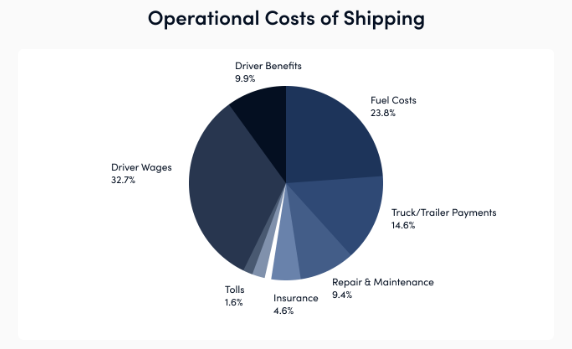 Operational Costs of Shipping
Driver Benefits
9.9%
Fuel Costs
23.8%
Driver Wages
32.7%
Truck/Trailer Payments
14.6%
Repair & Maintenance
9.4%
Tolls
1.6%
Insurance
4.6%